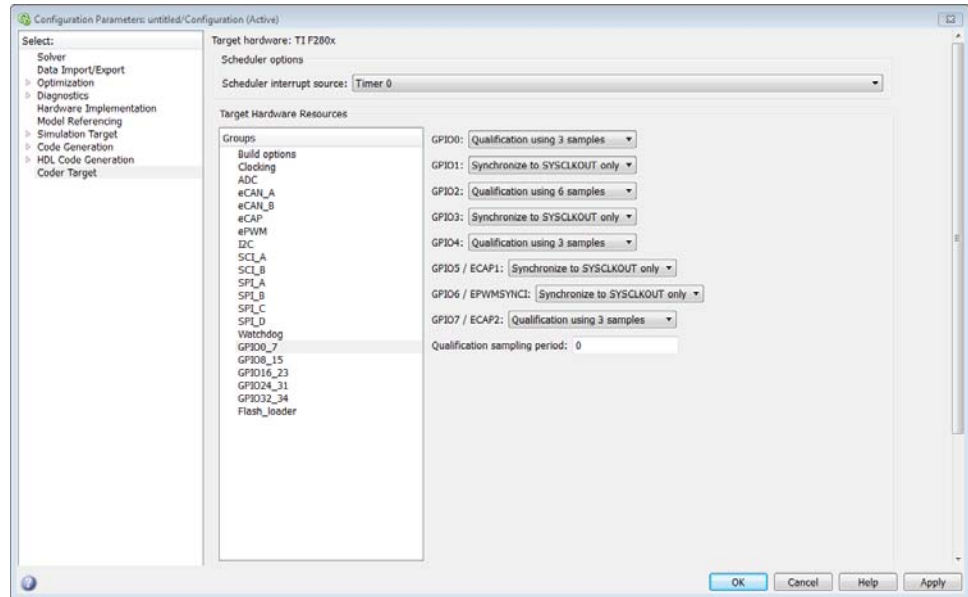 Configuration Parameters: untitled/Configuration (Active)
Select:
Solver
Data Import/Export
Optimization
Diagnostics
Hardware Implementation
Model Referencing
Simulation Target
Code Generation
HDL Code Generation
Coder Target
Target hardware: TI F280x
Scheduler options
Scheduler interrupt source: Timer 0
Target Hardware Resources
Groups
Build options
Clocking
ADC
eCAN_A
eCAN_B
eCAP
ePWM
I2C
SCI_A
SCI_B
SPI_A
SPI_B
SPI_C
SPI_D
Watchdog
GPIO0_7
GPIO8_15
GPIO16_23
GPIO24_31
GPIO32_34
Flash_loader
GPIO0: Qualification using 3 samples
GPIO1: Synchronize to SYSCLKOUT only
GPIO2: Qualification using 6 samples
GPIO3: Synchronize to SYSCLKOUT only
GPIO4: Qualification using 3 samples
GPIO5 / ECAP1: Synchronize to SYSCLKOUT only
GPIO6 / EPWMSYNCI: Synchronize to SYSCLKOUT only
GPIO7 / ECAP2: Qualification using 3 samples
Qualification sampling period: 0
OK Cancel Help Apply